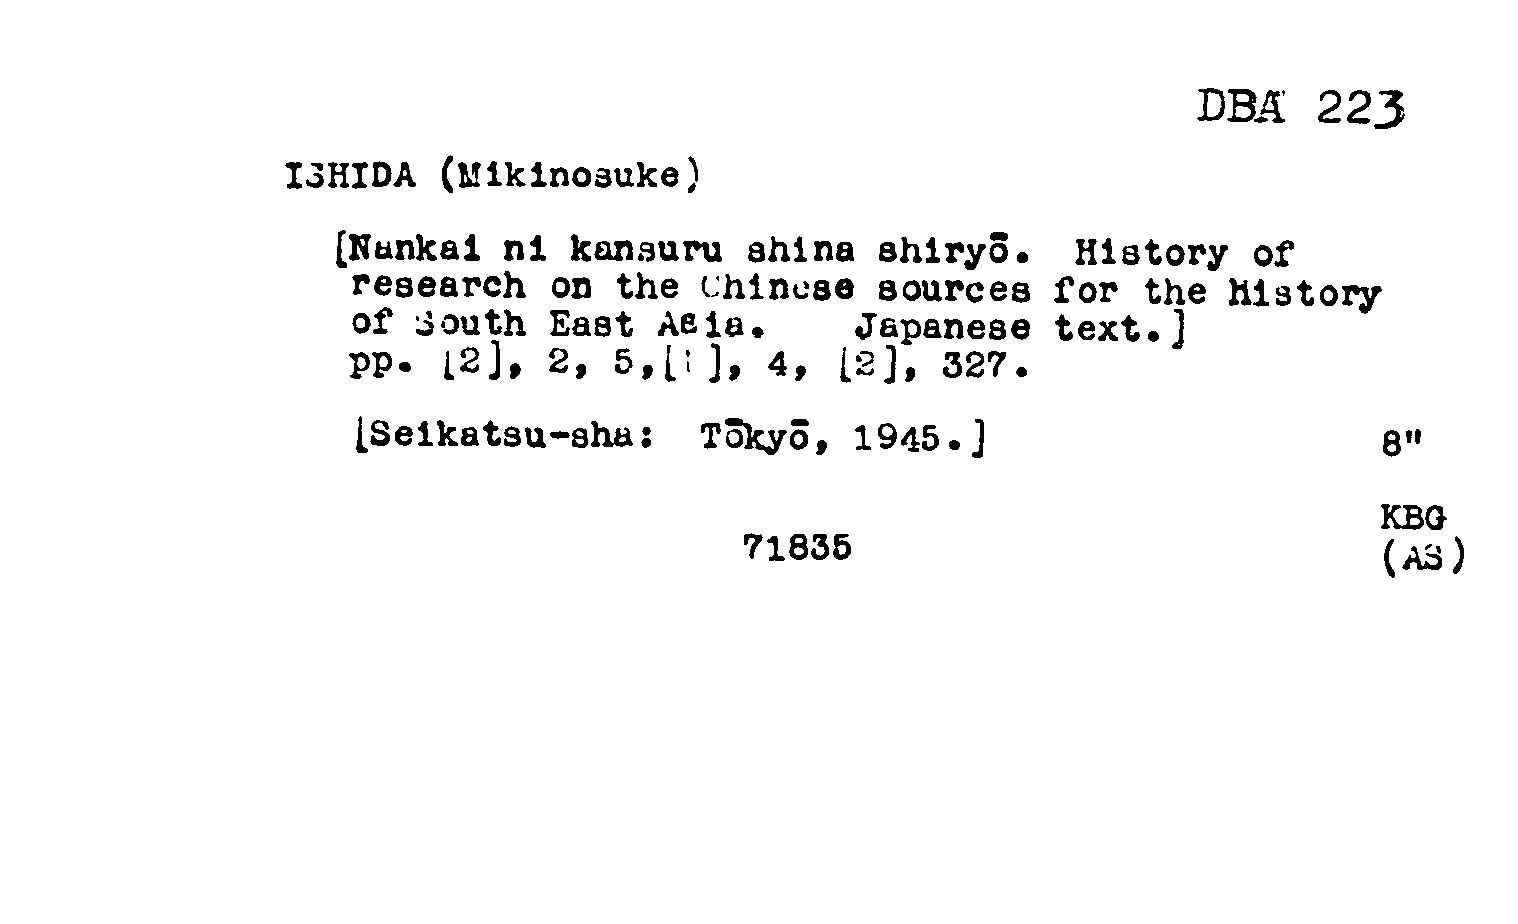 DBA 223
ISHIDA (Mikinosuke)
[Nankai ni kansuru shina shiryō. History of
research on the Chinese sources for the History
of South East Asia. Japanese text.]
pp. [2], 2, 5,[1], 4, [2], 327.
[Seikatsu-sha: Tōkyō, 1945.] 8"
KBG
71835 (AS)